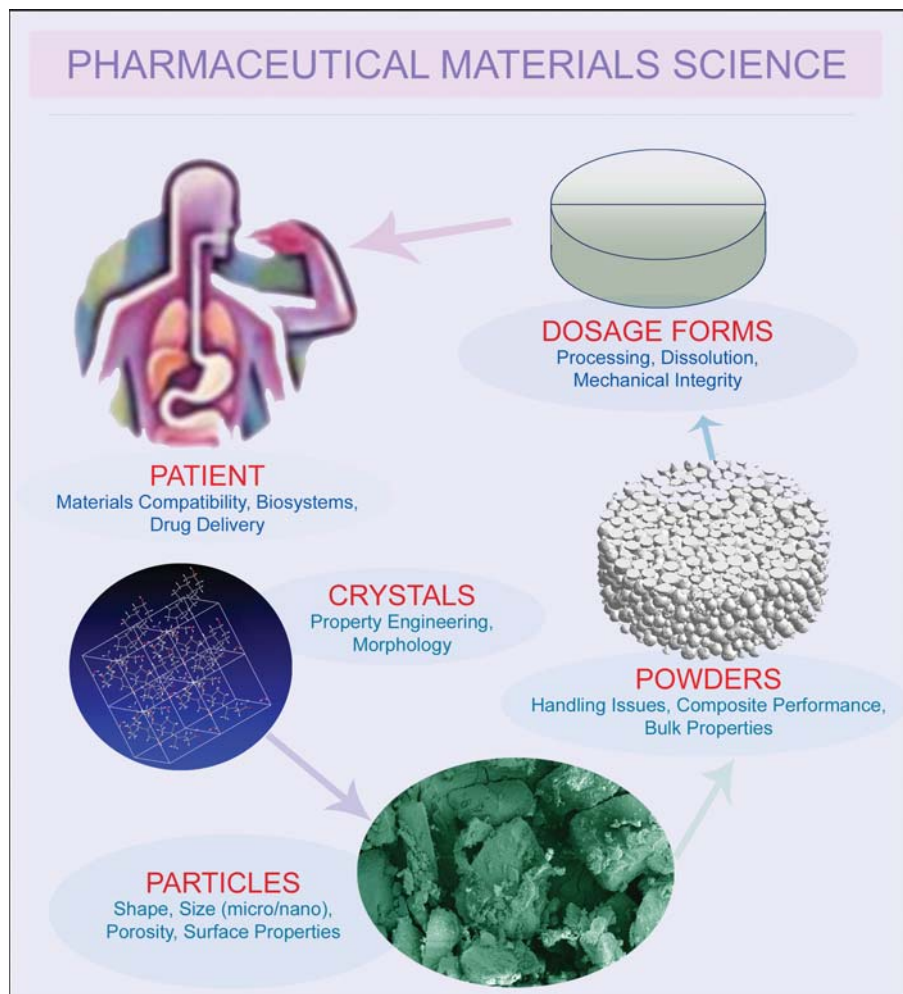 PHARMACEUTICAL MATERIALS SCIENCE
DOSAGE FORMS
Processing, Dissolution,
Mechanical Integrity
PATIENT
Materials Compatibility, Biosystems,
Drug Delivery
CRYSTALS
Property Engineering,
Morphology
POWDERS
Handling Issues, Composite Performance,
Bulk Properties
PARTICLES
Shape, Size (micro/nano),
Porosity, Surface Properties